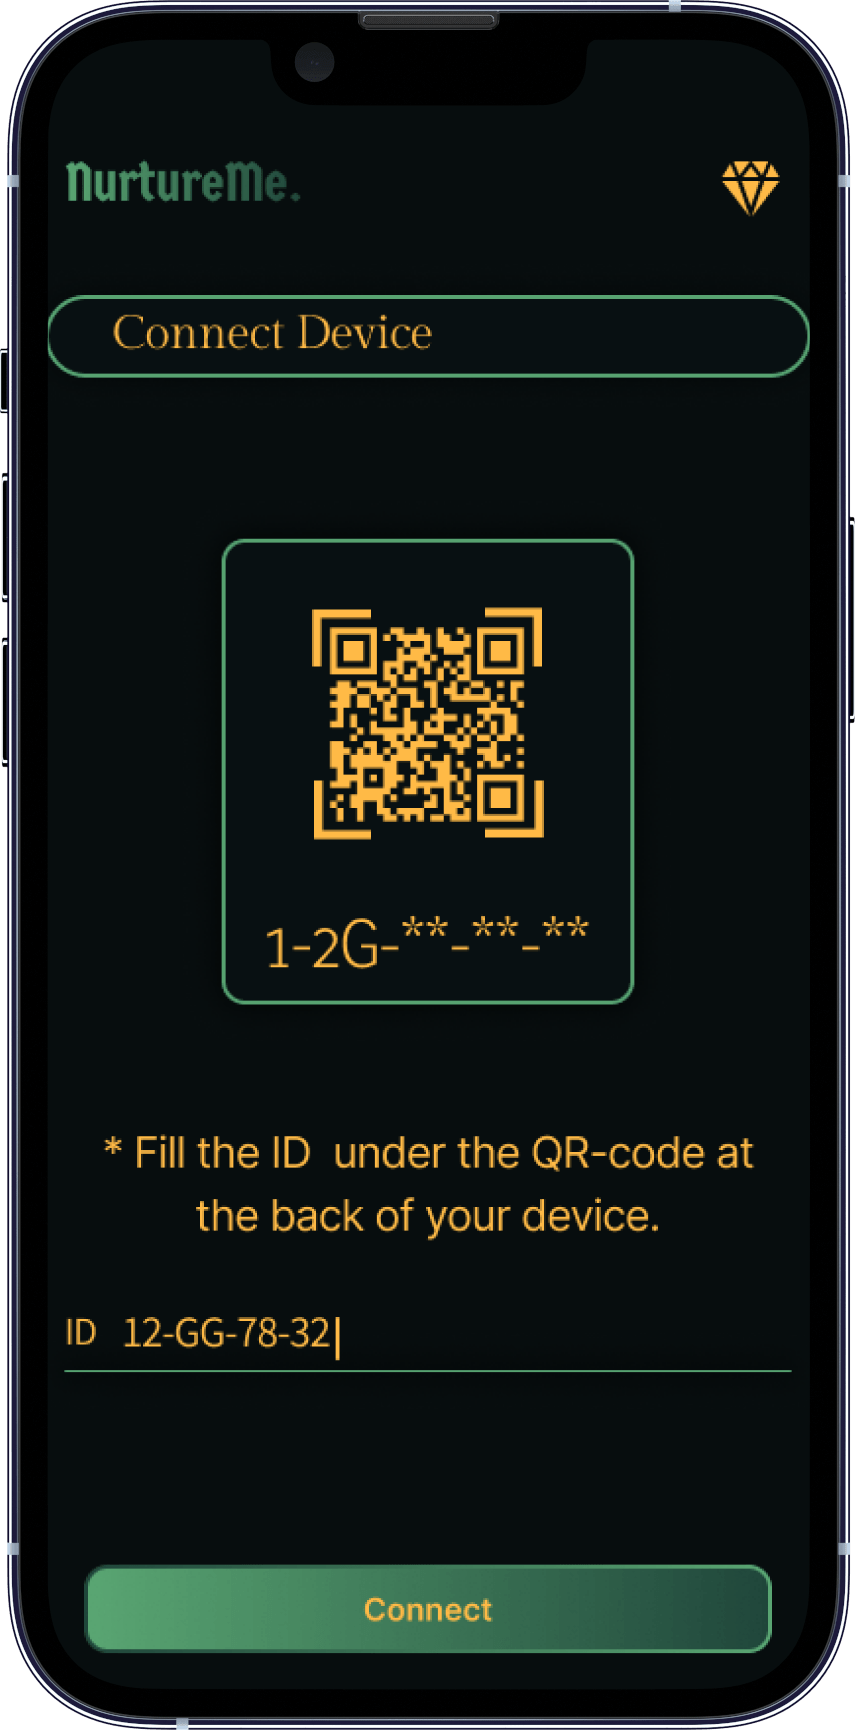 NurtureMe.
Connect Device
1-2G-**-**-**
* Fill the ID under the QR-code at
the back of your device.
ID 12-GG-78-32
Connect